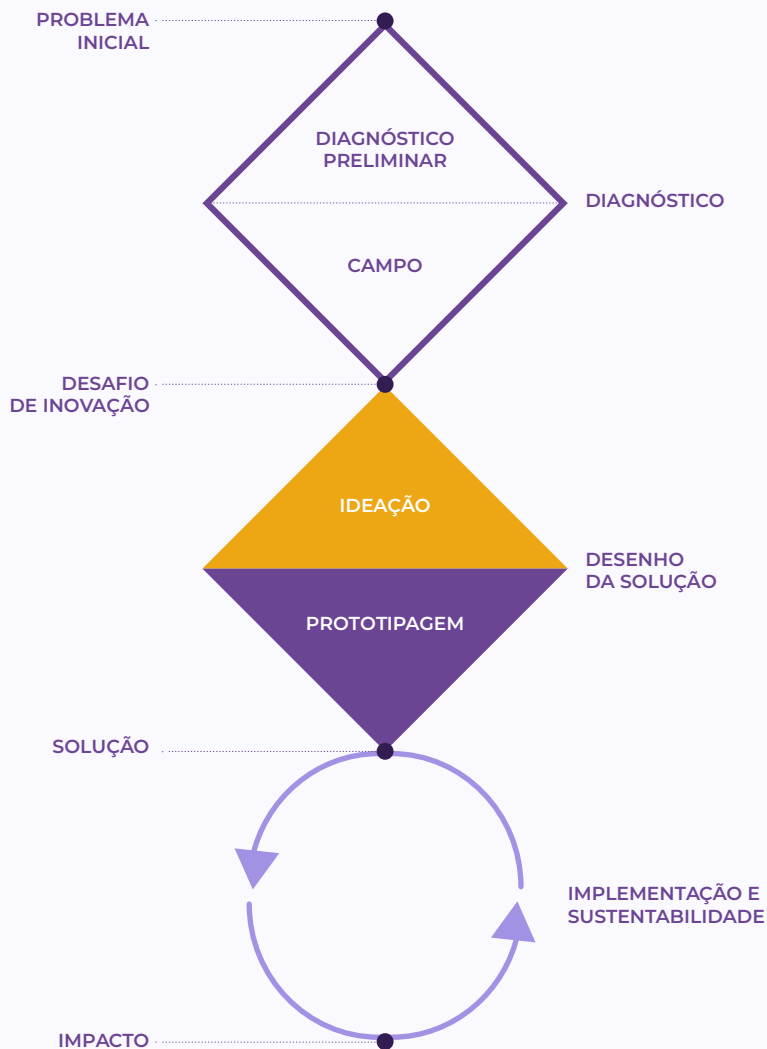 PROBLEMA
INICIAL
DIAGNÓSTICO
PRELIMINAR
DIAGNÓSTICO
CAMPO
DESAFIO
DE INOVAÇÃO
IDEAÇÃO
DESENHO
DA SOLUÇÃO
PROTOTIPAGEM
SOLUÇÃO
IMPLEMENTAÇÃO E
SUSTENTABILIDADE
IMPACTO